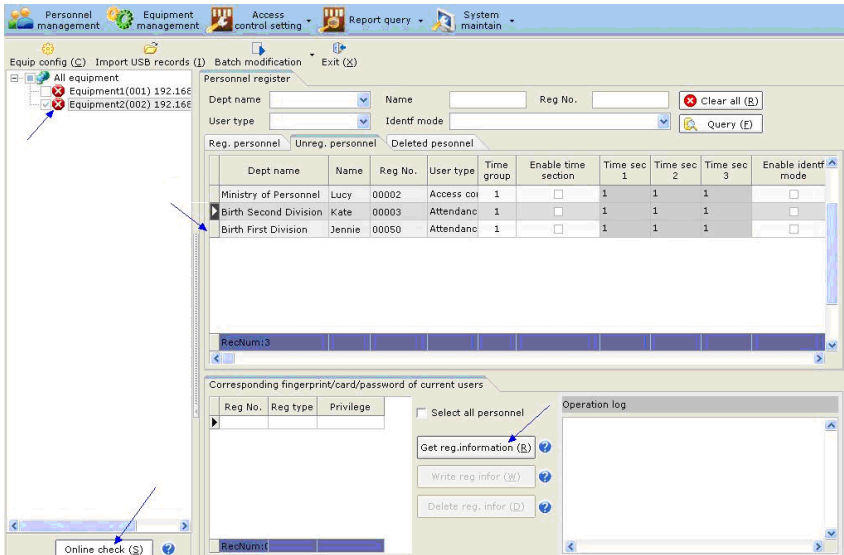 Personnel management Equipment management Access control setting Report query System maintain
Equip config (C) Import USB records (I) Batch modification Exit (X)
All equipment
Equipment1(001) 192.168
Equipment2(002) 192.168
Personnel register
Dept name Name Reg No. Clear all (R)
User type Identf mode Query (F)
Reg. personnel Unreg. personnel Deleted pesonnel
Dept name Name Reg No. User type Time group Enable time section Time sec 1 Time sec 2 Time sec 3 Enable identf mode
Ministry of Personnel Lucy 00002 Access co 1 1 1 1
Birth Second Division Kate 00003 Attendanc 1 1 1 1
Birth First Division Jennie 00050 Attendanc 1 1 1 1
RecNum:3
Corresponding fingerprint/card/password of current users
Reg No. Reg type Privilege
Select all personnel
Operation log
Get reg.information (R)
Write reg infor (W)
Delete reg. infor (D)
Online check (S)
RecNum: